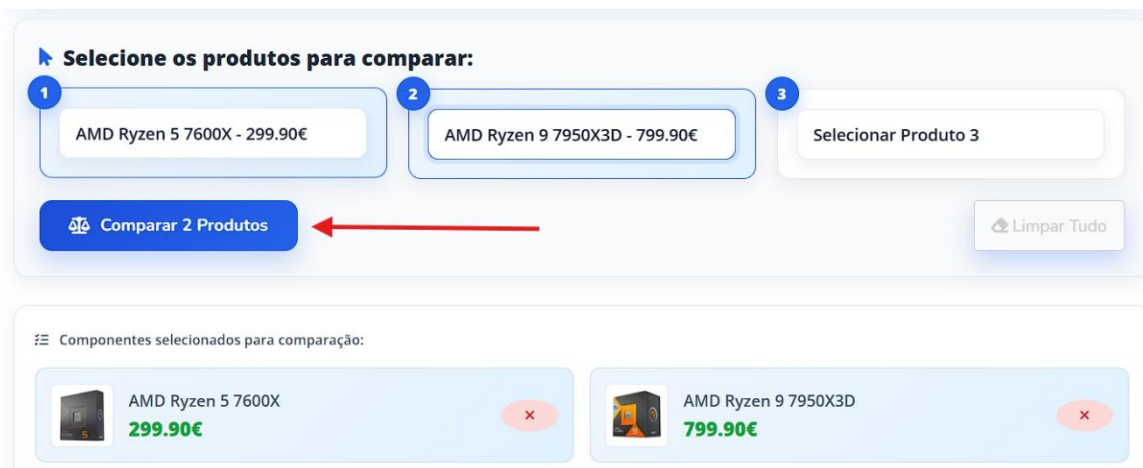 Selecione os produtos para comparar:
1
2
3
AMD Ryzen 5 7600X - 299.90€
AMD Ryzen 9 7950X3D - 799.90€
Selecionar Produto 3
Comparar 2 Produtos
Limpar Tudo
Componentes selecionados para comparação:
AMD Ryzen 5 7600X
299.90€
AMD Ryzen 9 7950X3D
799.90€